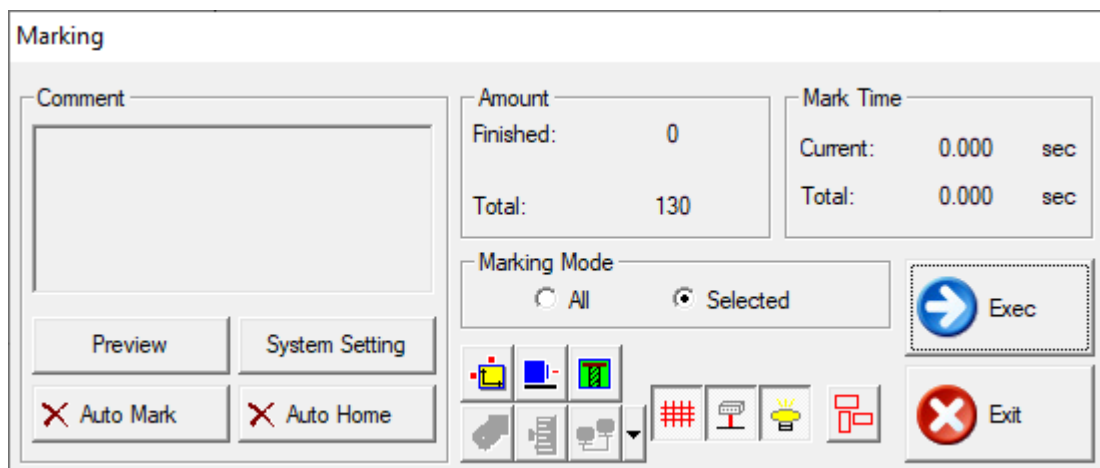 Marking
Comment
Preview
System Setting
Auto Mark
Auto Home
Amount
Finished: 0
Total: 130
Mark Time
Current: 0.000 sec
Total: 0.000 sec
Marking Mode
All
Selected
Exec
Exit